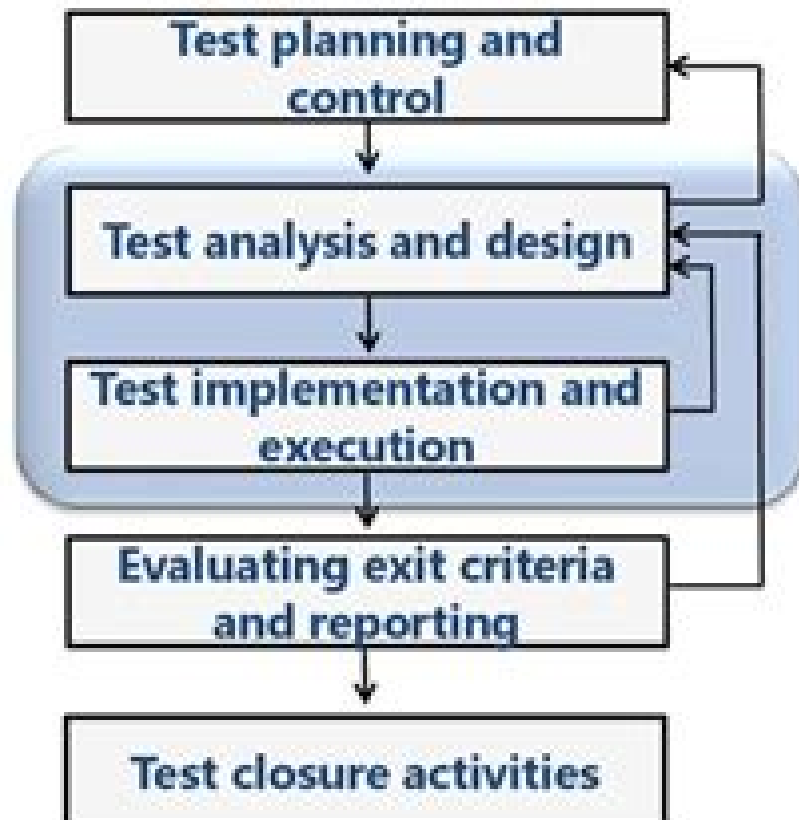 Test planning and
control
Test analysis and design
Test implementation and
execution
Evaluating exit criteria
and reporting
Test closure activities